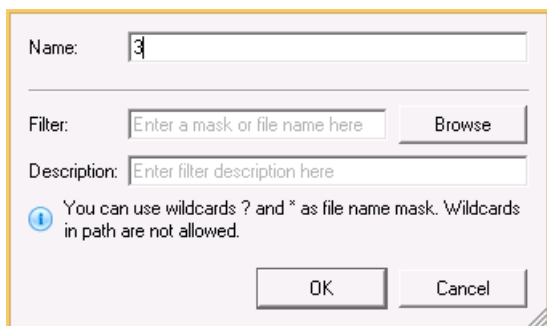 Name: 3
Filter: Enter a mask or file name here Browse
Description: Enter filter description here
You can use wildcards ? and * as file name mask. Wildcards
in path are not allowed.
OK Cancel